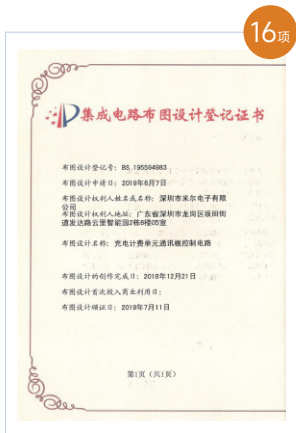 16项
集成电路布图设计登记证书
布图设计登记号：BS.195594983
布图设计申请日：2019年6月7日
布图设计权利人姓名或名称：深圳市米尔电子有限
公司
布图设计权利人地址：广东省深圳市龙岗区坂田街
道发达路云里智能园2栋6楼05室
布图设计名称：充电计费单元通讯板控制电路
布图设计的创作完成日：2018年12月21日
布图设计首次投入商业利用日：
布图设计颁证日：2019年7月11日
第1页（共1页）